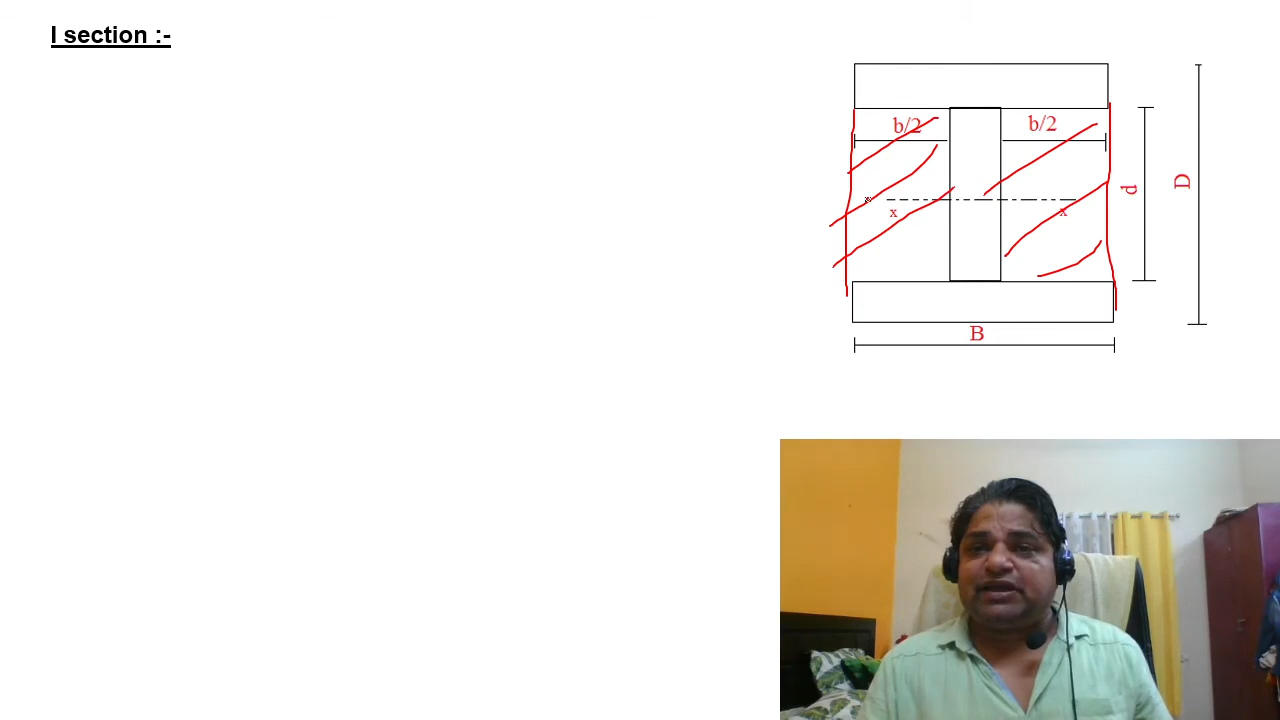 I section :-
b/2 b/2
d
D
x x
B